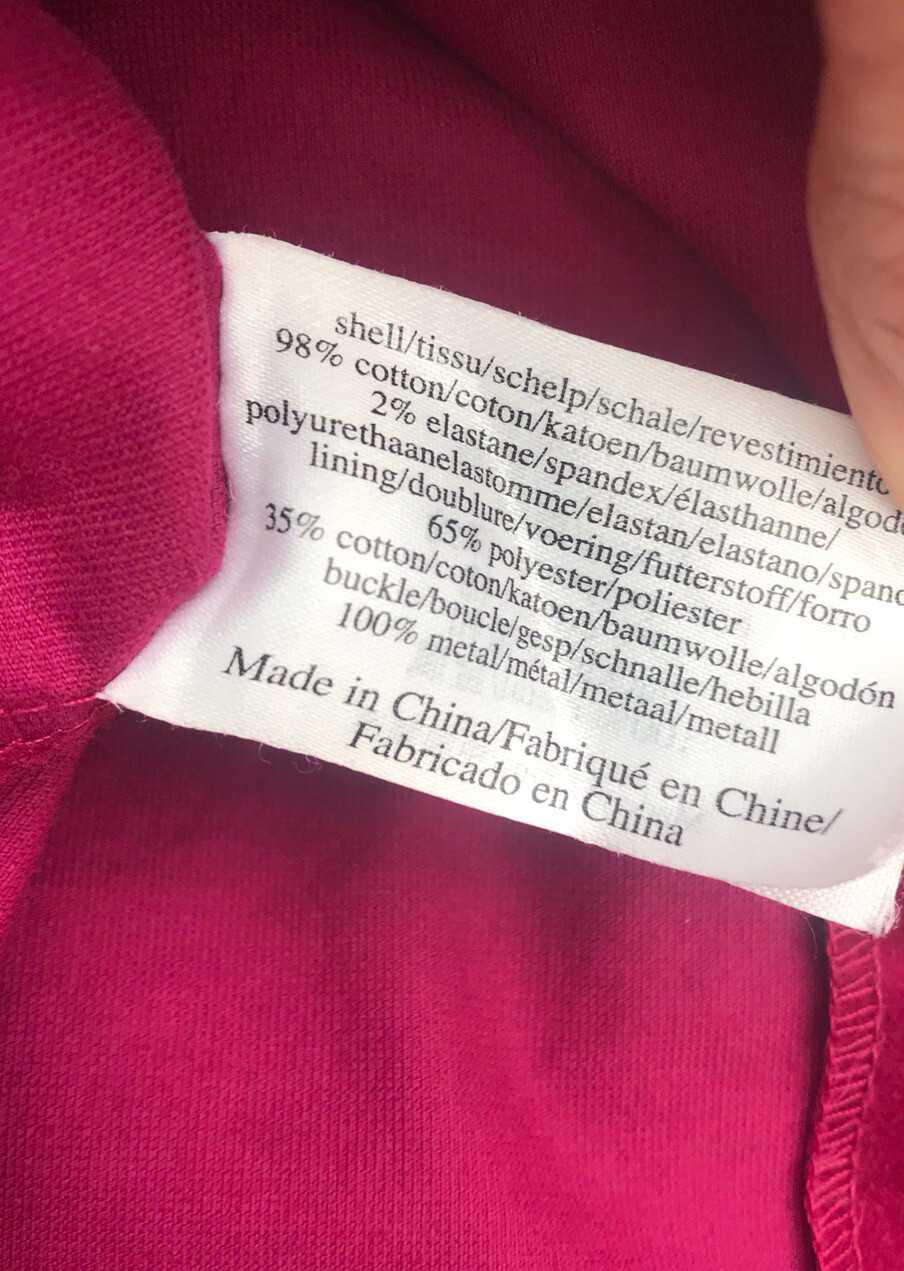 shell/tissu/schelp/schale/revestimiento
98% cotton/coton/katoen/baumwolle/algod
2% elastane/spandex/élasthanne/
polyurethaanelastomme/elastan/elastano/span
lining/doublure/voering/futterstoff/forro
65% polyester/poliester
35% cotton/coton/katoen/baumwolle/algodón
buckle/boucle/gesp/schnalle/hebilla
100% metal/métal/metaal/metall
Made in China/Fabriqué en Chine/
Fabricado en China